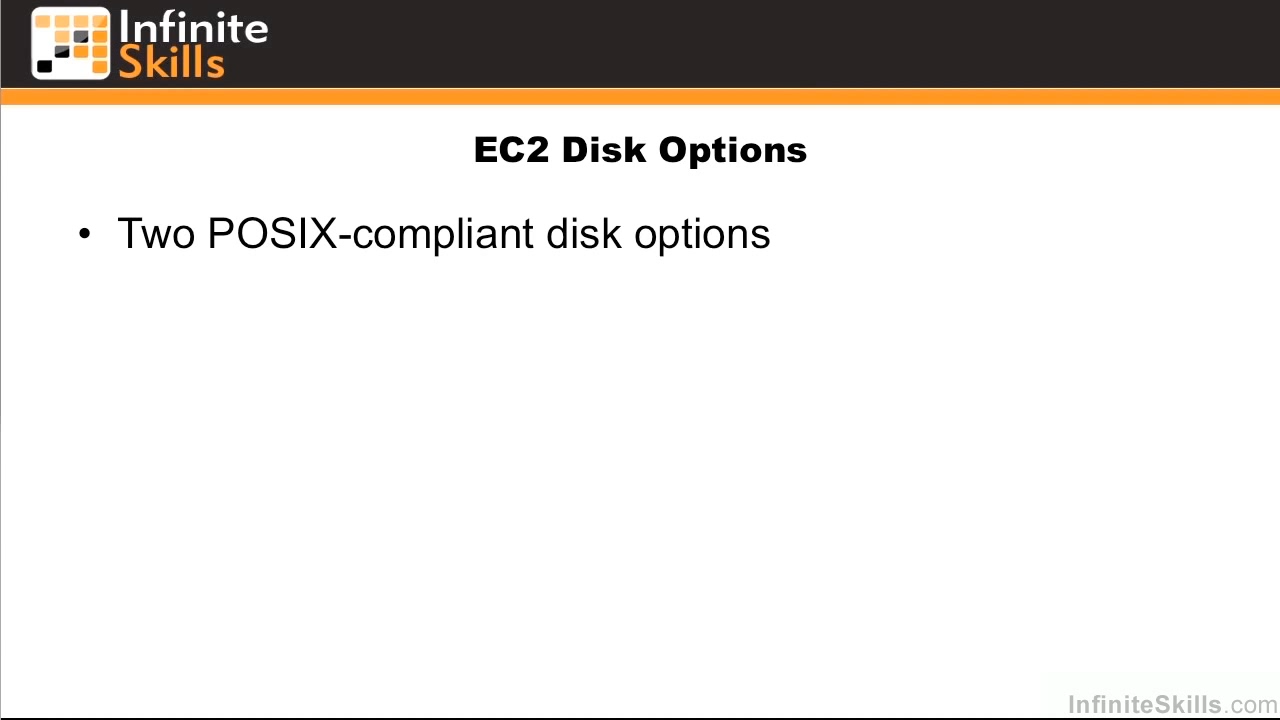 Infinite
Skills
EC2 Disk Options
• Two POSIX-compliant disk options
InfiniteSkills.com